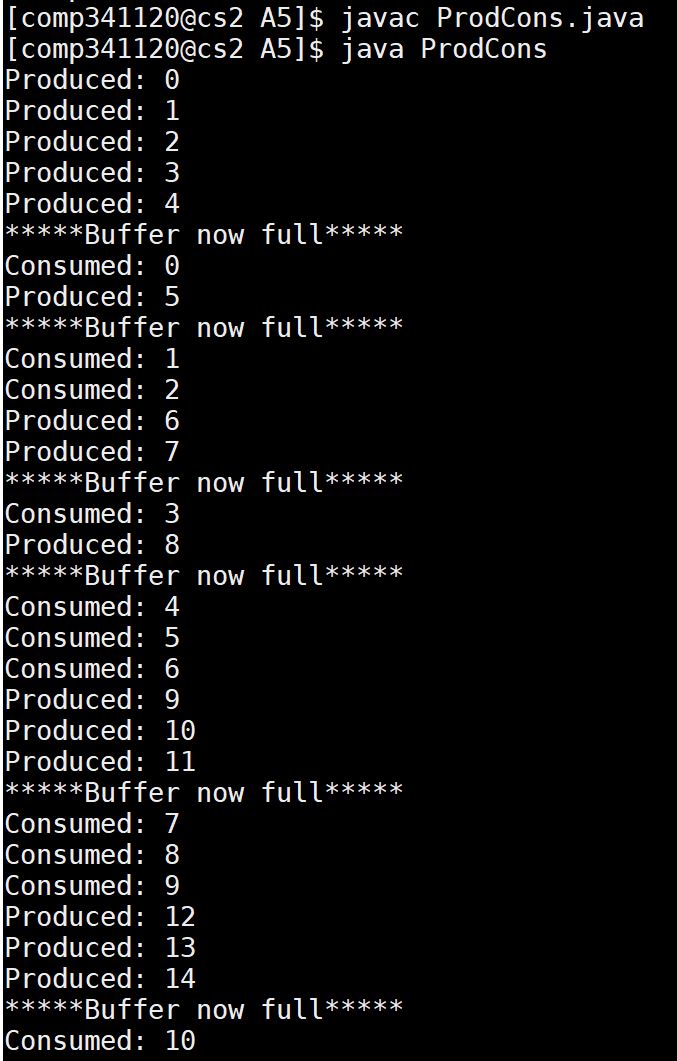 [comp341120@cs2 A5]$ javac ProdCons.java
[comp341120@cs2 A5]$ java ProdCons
Produced: 0
Produced: 1
Produced: 2
Produced: 3
Produced: 4
*****Buffer now full*****
Consumed: 0
Produced: 5
*****Buffer now full*****
Consumed: 1
Consumed: 2
Produced: 6
Produced: 7
*****Buffer now full*****
Consumed: 3
Produced: 8
*****Buffer now full*****
Consumed: 4
Consumed: 5
Consumed: 6
Produced: 9
Produced: 10
Produced: 11
*****Buffer now full*****
Consumed: 7
Consumed: 8
Consumed: 9
Produced: 12
Produced: 13
Produced: 14
*****Buffer now full*****
Consumed: 10